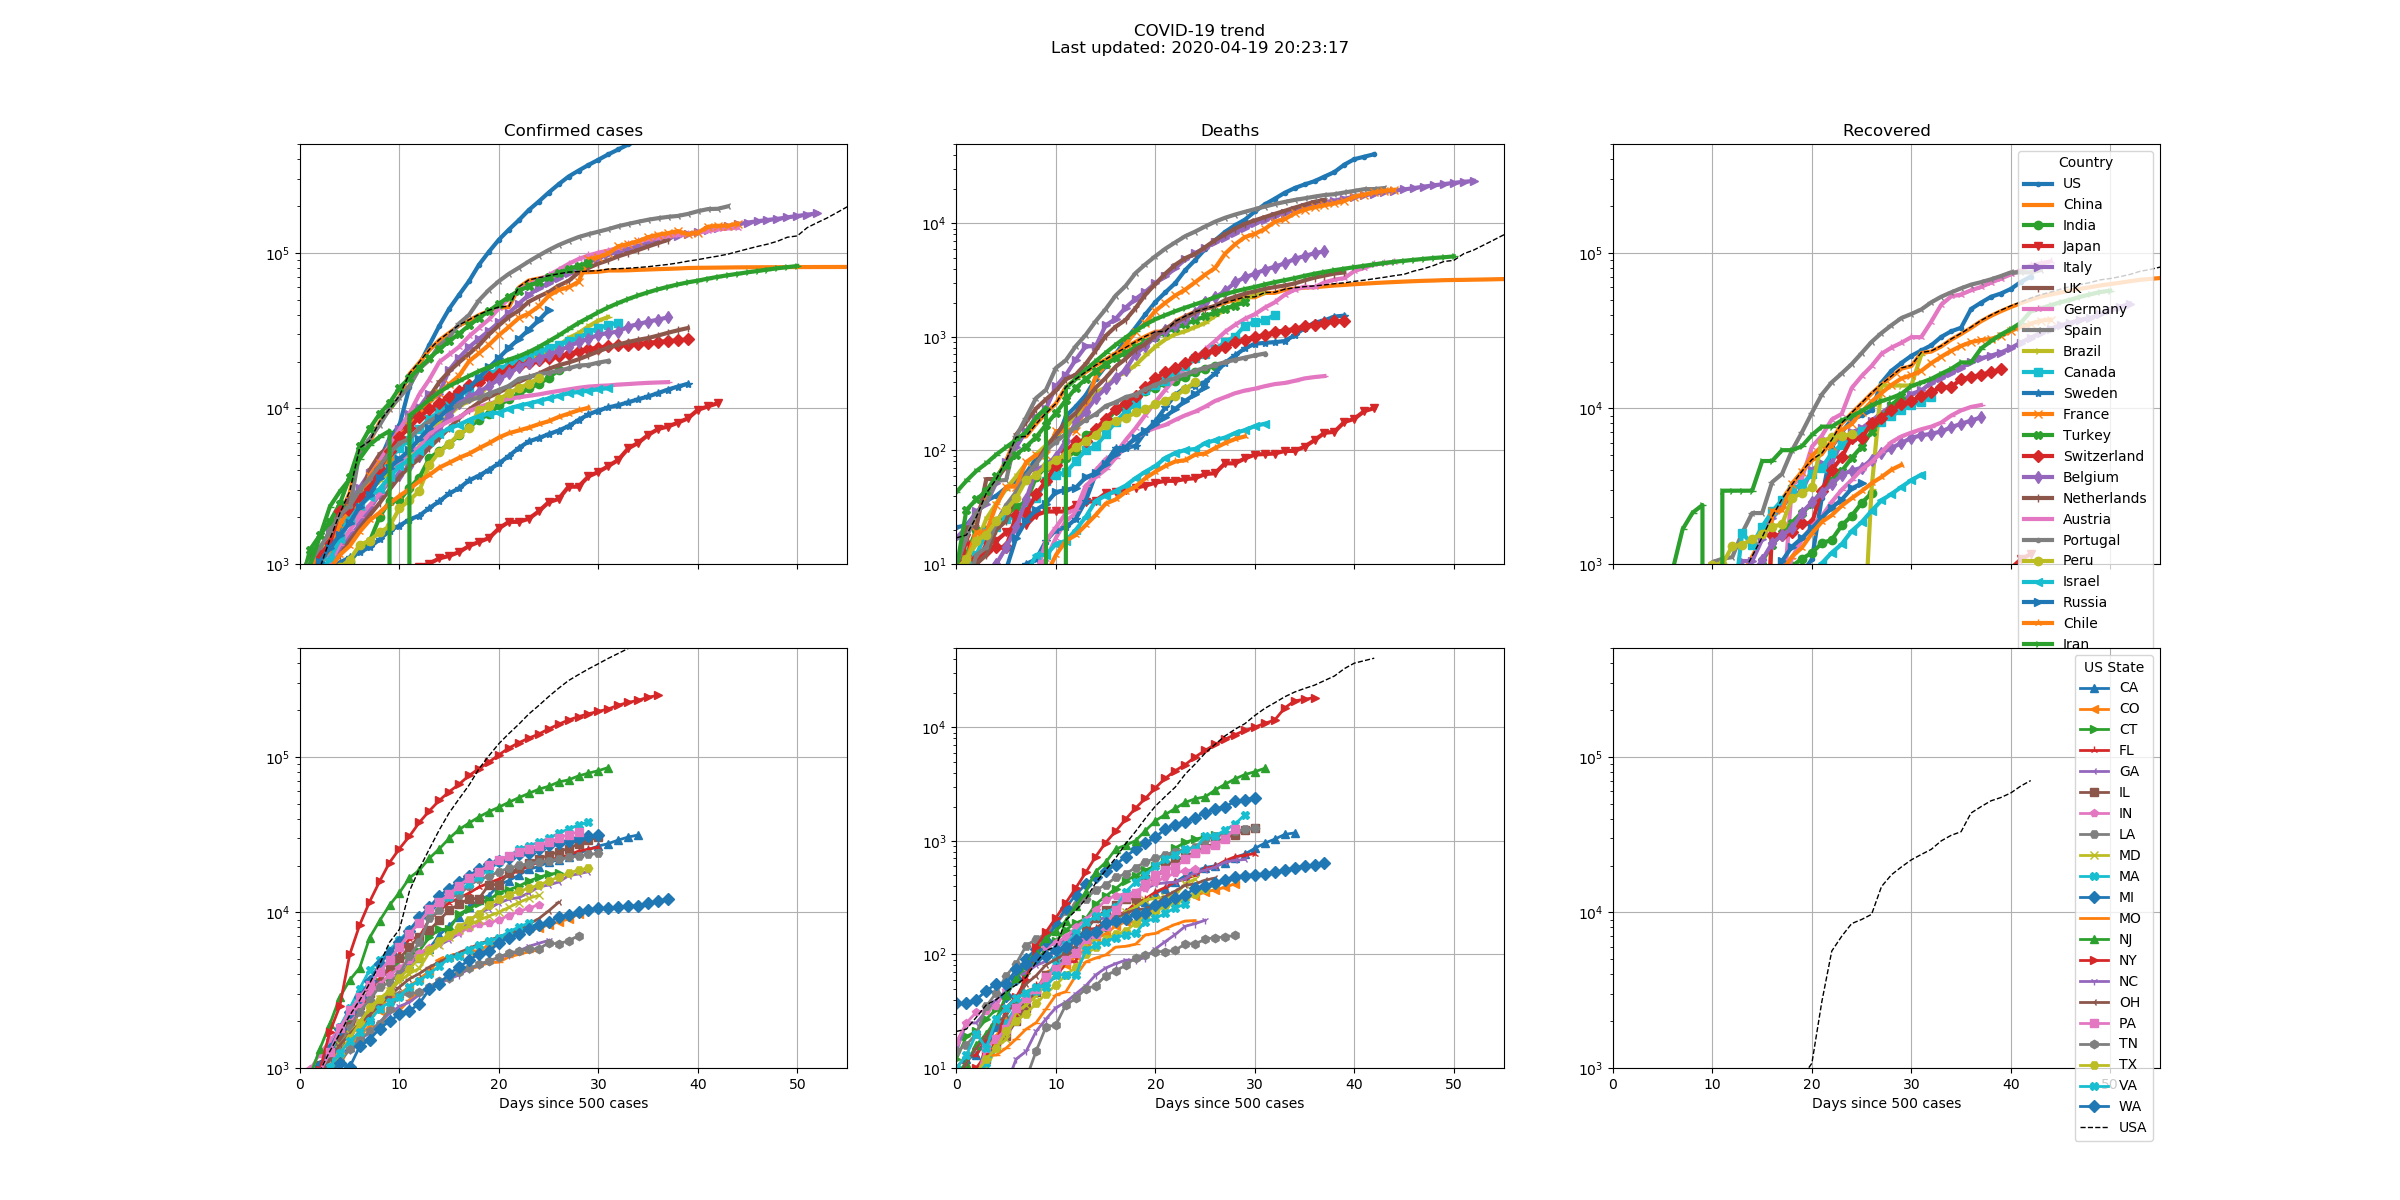 COVID-19 trend
Last updated: 2020-04-19 20:23:17
Confirmed cases
Deaths
Recovered
10^5
10^4
10^3
10^4
10^3
10^2
10^1
10^5
10^4
10^3
Country
US
China
India
Japan
Italy
UK
Germany
Spain
Brazil
Canada
Sweden
France
Turkey
Switzerland
Belgium
Netherlands
Austria
Portugal
Peru
Israel
Russia
Chile
Iran
10^5
10^4
10^3
0 10 20 30 40 50
Days since 500 cases
10^4
10^3
10^2
10^1
0 10 20 30 40 50
Days since 500 cases
10^5
10^4
10^3
0 10 20 30 40 50
Days since 500 cases
US State
CA
CO
CT
FL
GA
IL
IN
LA
MD
MA
MI
MO
NJ
NY
NC
OH
PA
TN
TX
VA
WA
USA